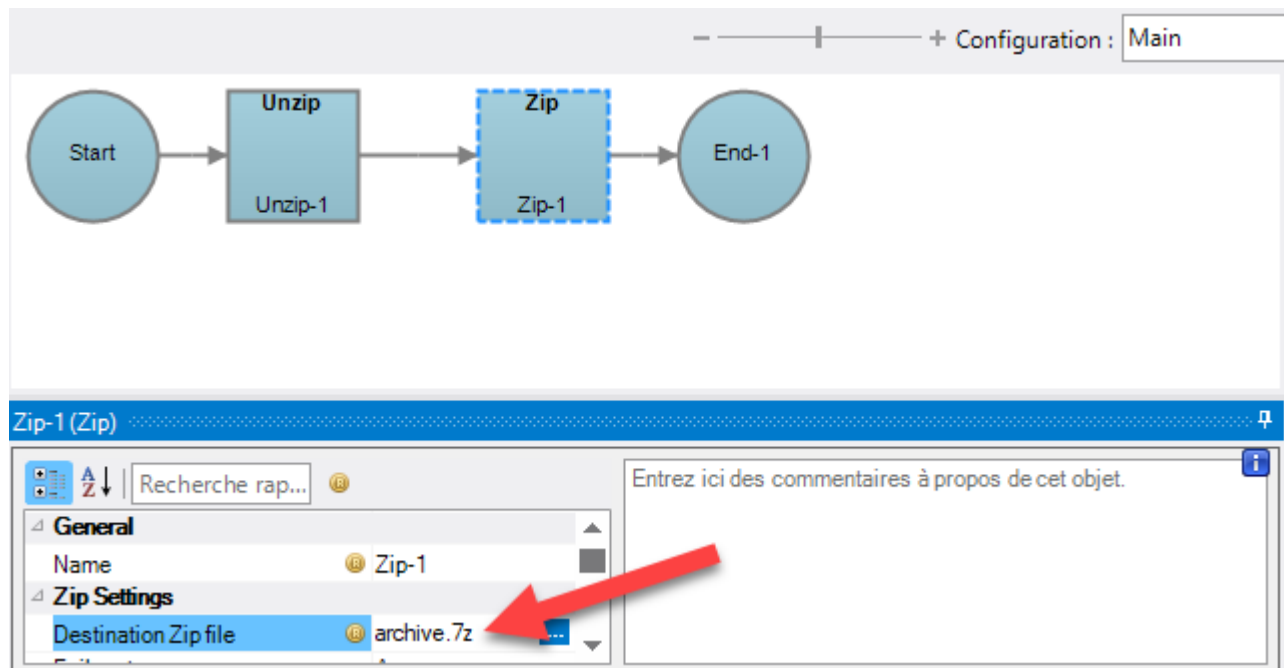 Configuration : Main
Unzip
Zip
Start
End-1
Unzip-1
Zip-1
Zip-1 (Zip)
Recherche rap...
Entrez ici des commentaires à propos de cet objet.
General
Name Zip-1
Zip Settings
Destination Zip file archive.7z ...